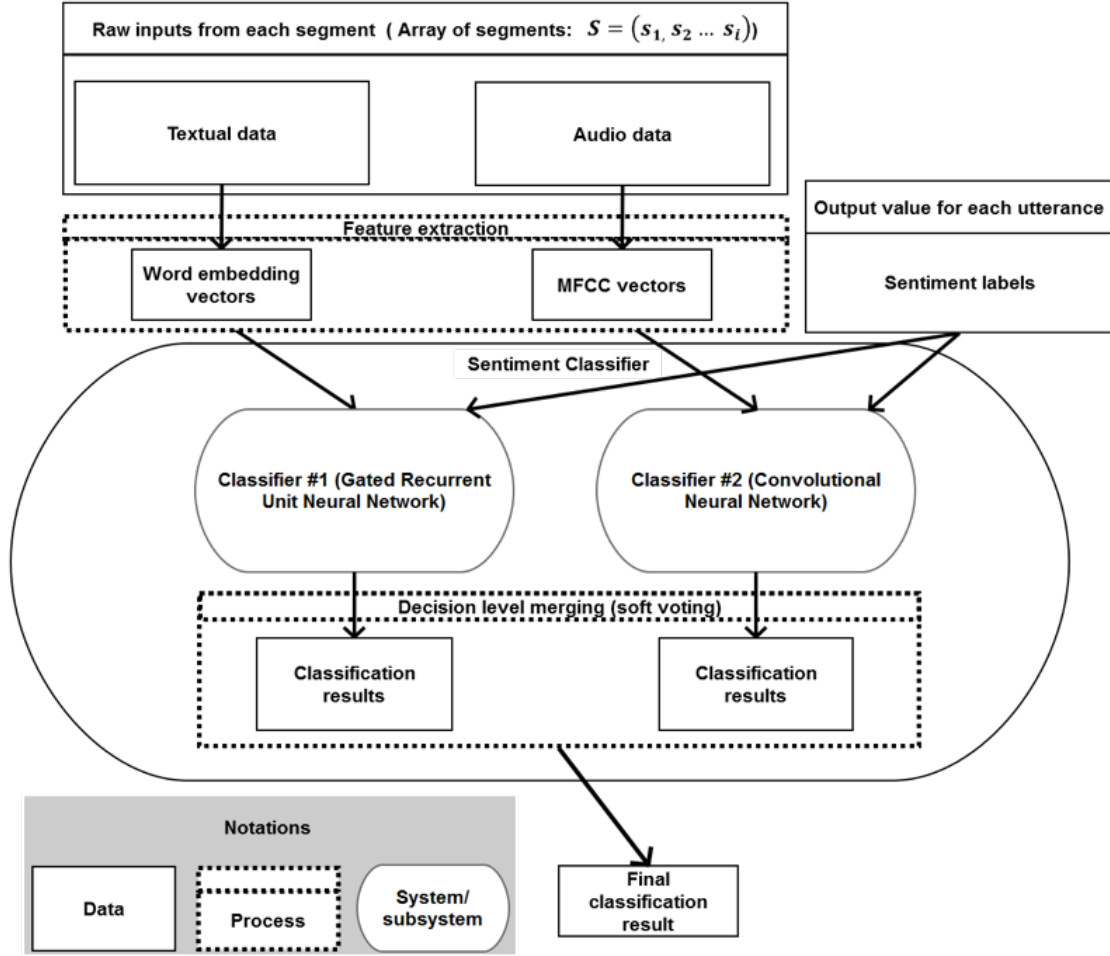 Raw inputs from each segment ( Array of segments: S = (s₁, s₂ ... sᵢ))
Textual data
Audio data
Output value for each utterance
Feature extraction
Word embedding
vectors
MFCC vectors
Sentiment labels
Sentiment Classifier
Classifier #1 (Gated Recurrent
Unit Neural Network)
Classifier #2 (Convolutional
Neural Network)
Decision level merging (soft voting)
Classification
results
Classification
results
Notations
Data
Process
System/
subsystem
Final
classification
result